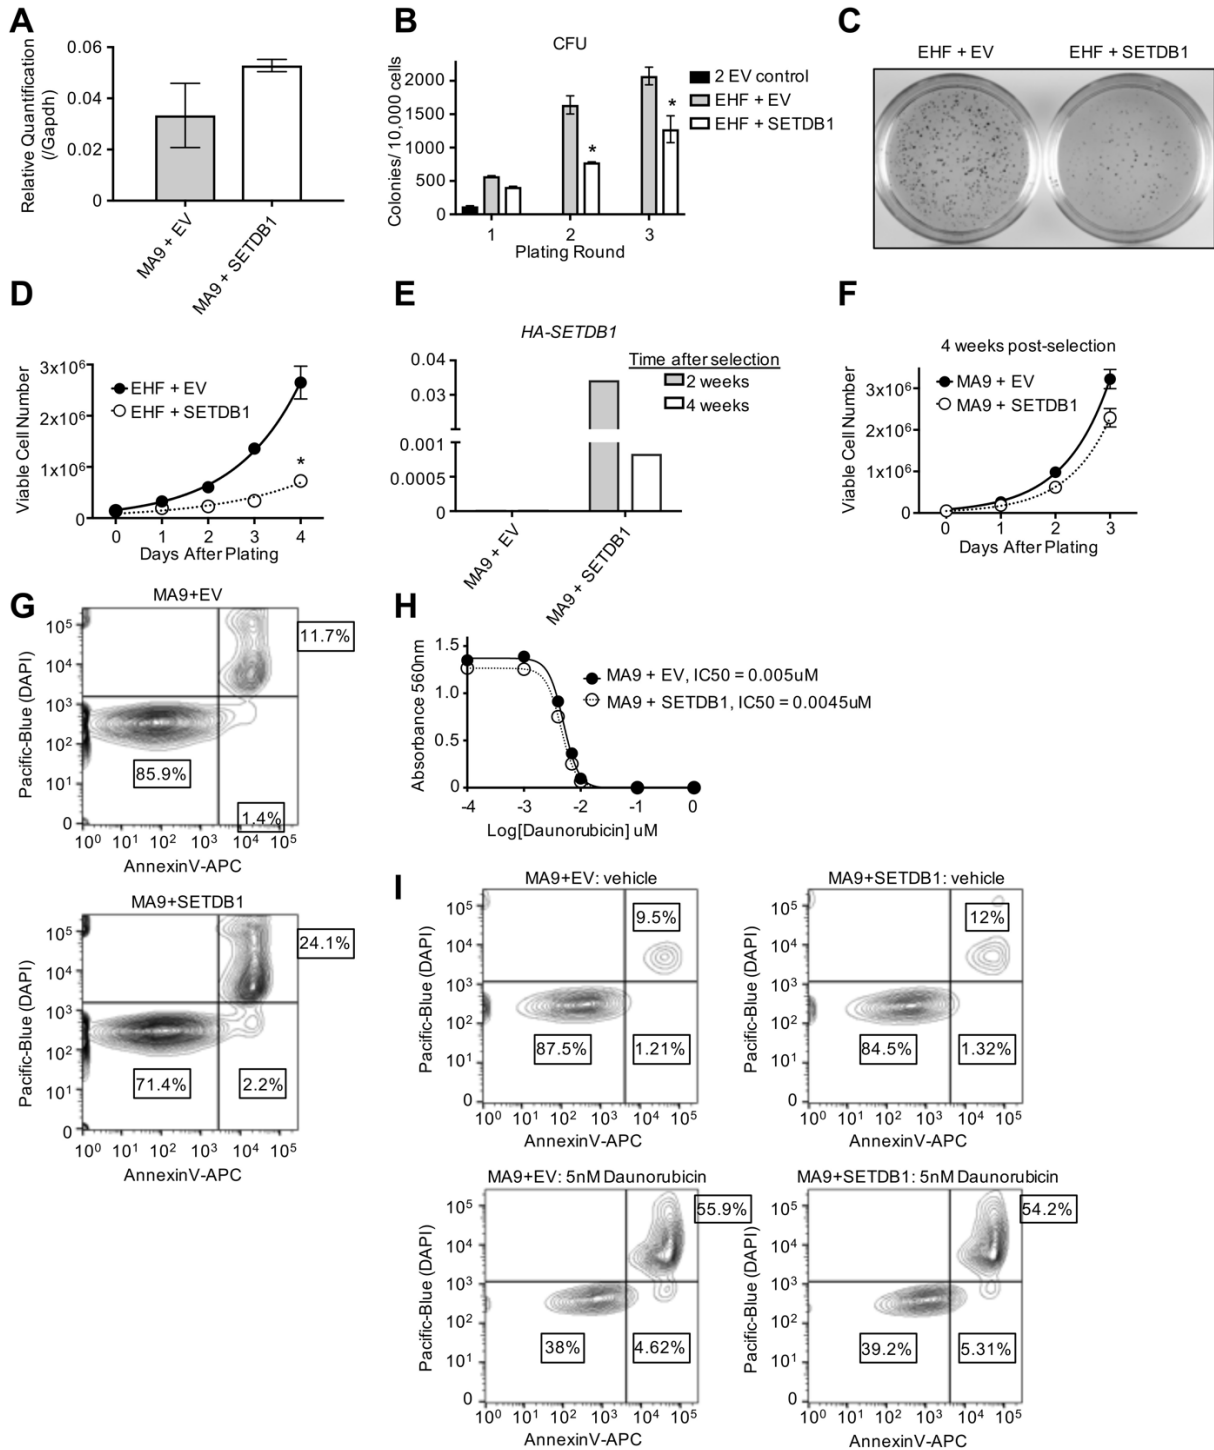 A
Relative Quantification
(/Gapdh)
0.06
0.04
0.02
0
MA9 + EV
MA9 + SETDB1
B
CFU
Colonies/ 10,000 cells
2000
1500
1000
500
0
1
2
3
Plating Round
*
*
2 EV control
EHF + EV
EHF + SETDB1
C
EHF + EV
EHF + SETDB1
D
Viable Cell Number
3x10⁶
2x10⁶
1x10⁶
0
EHF + EV
EHF + SETDB1
*
0
1
2
3
4
Days After Plating
E
HA-SETDB1
Time after selection
2 weeks
4 weeks
0.04
0.03
0.001
0.0005
0
MA9 + EV
MA9 + SETDB1
F
4 weeks post-selection
MA9 + EV
MA9 + SETDB1
Viable Cell Number
3x10⁶
2x10⁶
1x10⁶
0
0
1
2
3
Days After Plating
G
MA9+EV
Pacific-Blue (DAPI)
10⁵
10⁴
10³
10²
10¹
0
11.7%
85.9%
1.4%
10⁰ 10¹ 10² 10³ 10⁴ 10⁵
AnnexinV-APC
MA9+SETDB1
Pacific-Blue (DAPI)
10⁵
10⁴
10³
10²
10¹
0
24.1%
71.4%
2.2%
10⁰ 10¹ 10² 10³ 10⁴ 10⁵
AnnexinV-APC
H
Absorbance 560nm
1.5
1.0
0.5
0
MA9 + EV, IC50 = 0.005uM
MA9 + SETDB1, IC50 = 0.0045uM
-4
-3
-2
-1
0
Log[Daunorubicin] uM
I
MA9+EV: vehicle
Pacific-Blue (DAPI)
10⁵
10⁴
10³
10²
10¹
0
9.5%
87.5%
1.21%
10⁰ 10¹ 10² 10³ 10⁴ 10⁵
AnnexinV-APC
MA9+SETDB1: vehicle
Pacific-Blue (DAPI)
10⁵
10⁴
10³
10²
10¹
0
12%
84.5%
1.32%
10⁰ 10¹ 10² 10³ 10⁴ 10⁵
AnnexinV-APC
MA9+EV: 5nM Daunorubicin
Pacific-Blue (DAPI)
10⁵
10⁴
10³
10²
10¹
0
55.9%
38%
4.62%
10⁰ 10¹ 10² 10³ 10⁴ 10⁵
AnnexinV-APC
MA9+SETDB1: 5nM Daunorubicin
Pacific-Blue (DAPI)
10⁵
10⁴
10³
10²
10¹
0
54.2%
39.2%
5.31%
10⁰ 10¹ 10² 10³ 10⁴ 10⁵
AnnexinV-APC